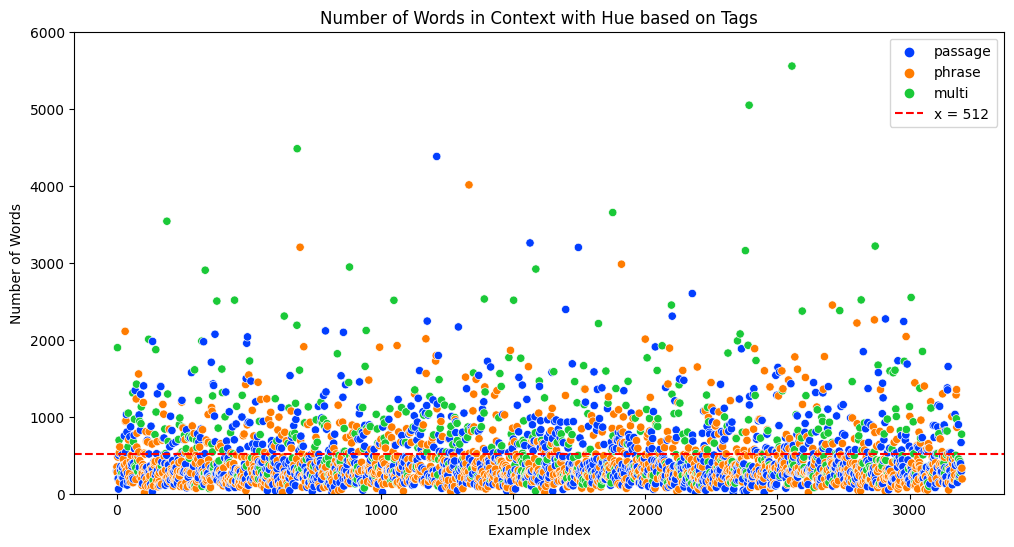 Number of Words in Context with Hue based on Tags
6000
5000
4000
3000
2000
1000
0
Number of Words
passage
phrase
multi
x = 512
0
500
1000
1500
2000
2500
3000
Example Index